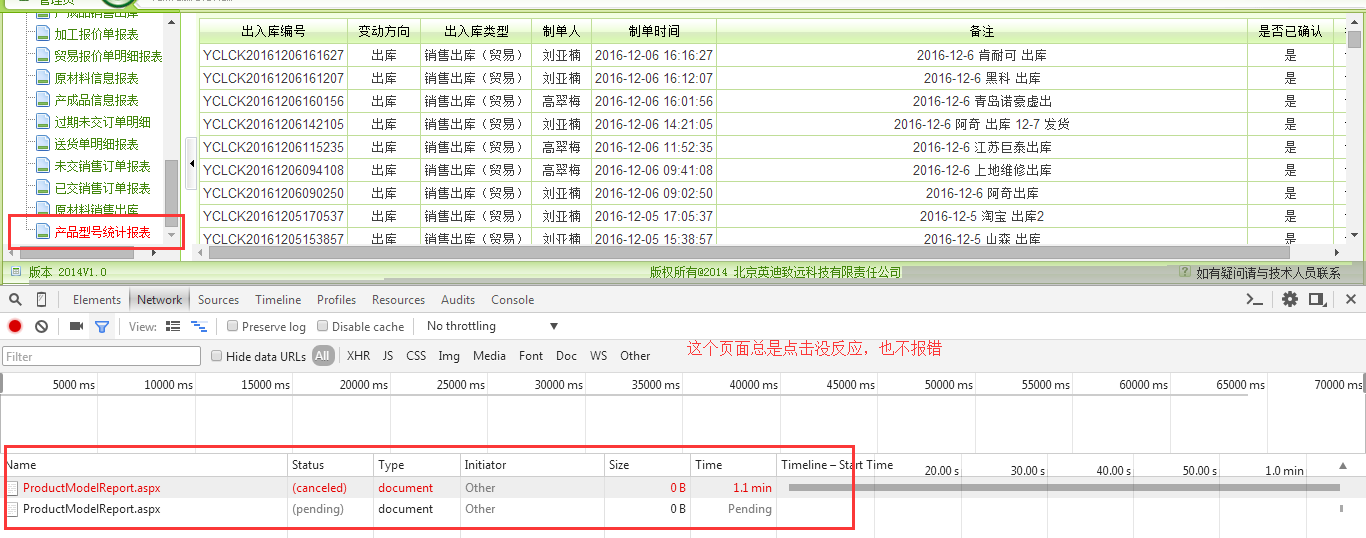 管理员
产成品销售出库
加工报价单报表
贸易报价单明细报表
原材料信息报表
产成品信息报表
过期未交订单明细
送货单明细报表
未交销售订单报表
已交销售订单报表
原材料销售出库
产品型号统计报表
出入库编号 变动方向 出入库类型 制单人 制单时间 备注 是否已确认
YCLCK20161206161627 出库 销售出库（贸易） 刘亚楠 2016-12-06 16:16:27 2016-12-6 肯耐可 出库 是
YCLCK20161206161207 出库 销售出库（贸易） 刘亚楠 2016-12-06 16:12:07 2016-12-6 黑科 出库 是
YCLCK20161206160156 出库 销售出库（贸易） 高翠梅 2016-12-06 16:01:56 2016-12-6 青岛诺豪虚出 是
YCLCK20161206142105 出库 销售出库（贸易） 刘亚楠 2016-12-06 14:21:05 2016-12-6 阿奇 出库 12-7 发货 是
YCLCK20161206115235 出库 销售出库（贸易） 高翠梅 2016-12-06 11:52:35 2016-12-6 江苏巨泰出库 是
YCLCK20161206094108 出库 销售出库（贸易） 高翠梅 2016-12-06 09:41:08 2016-12-6 上地维修出库 是
YCLCK20161206090250 出库 销售出库（贸易） 刘亚楠 2016-12-06 09:02:50 2016-12-6 阿奇出库 是
YCLCK20161205170537 出库 销售出库（贸易） 刘亚楠 2016-12-05 17:05:37 2016-12-5 淘宝 出库2 是
YCLCK20161205153857 出库 销售出库（贸易） 刘亚楠 2016-12-05 15:38:57 2016-12-5 山森 出库 是
版本 2014V1.0 版权所有@2014 北京英迪致远科技有限责任公司 如有疑问请与技术人员联系
Elements Network Sources Timeline Profiles Resources Audits Console
View: Preserve log Disable cache No throttling
Filter Hide data URLs All XHR JS CSS Img Media Font Doc WS Other
这个页面总是点击没反应，也不报错
5000 ms 10000 ms 15000 ms 20000 ms 25000 ms 30000 ms 35000 ms 40000 ms 45000 ms 50000 ms 55000 ms 60000 ms 65000 ms 70000 ms
Name Status Type Initiator Size Time Timeline – Start Time 20.00 s 30.00 s 40.00 s 50.00 s 1.0 min
ProductModelReport.aspx (canceled) document Other 0 B 1.1 min
ProductModelReport.aspx (pending) document Other 0 B Pending